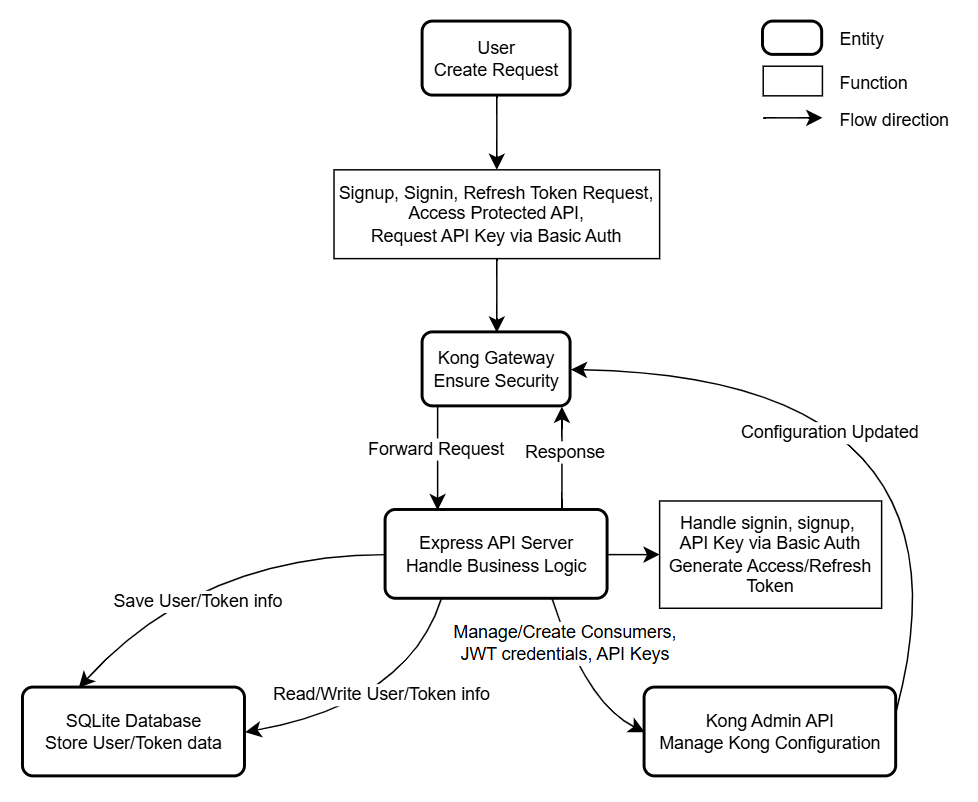 User
Create Request
Entity
Function
Flow direction
Signup, Signin, Refresh Token Request,
Access Protected API,
Request API Key via Basic Auth
Kong Gateway
Ensure Security
Configuration Updated
Forward Request
Response
Express API Server
Handle Business Logic
Handle signin, signup,
API Key via Basic Auth
Generate Access/Refresh
Token
Save User/Token info
Manage/Create Consumers,
JWT credentials, API Keys
Read/Write User/Token info
SQLite Database
Store User/Token data
Kong Admin API
Manage Kong Configuration